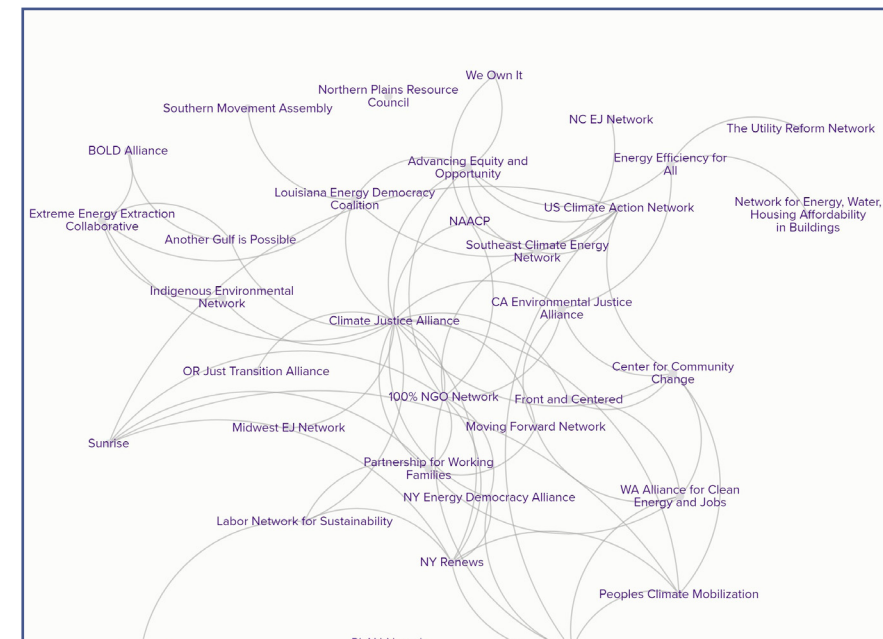 We Own It
Northern Plains Resource
Council
Southern Movement Assembly
NC EJ Network
The Utility Reform Network
BOLD Alliance
Advancing Equity and
Opportunity
Energy Efficiency for
All
Louisiana Energy Democracy
Coalition
US Climate Action Network
Network for Energy, Water,
Housing Affordability
in Buildings
Extreme Energy Extraction
Collaborative
NAACP
Another Gulf is Possible
Southeast Climate Energy
Network
Indigenous Environmental
Network
CA Environmental Justice
Alliance
Climate Justice Alliance
OR Just Transition Alliance
Center for Community
Change
100% NGO Network
Front and Centered
Midwest EJ Network
Moving Forward Network
Sunrise
Partnership for Working
Families
NY Energy Democracy Alliance
WA Alliance for Clean
Energy and Jobs
Labor Network for Sustainability
NY Renews
Peoples Climate Mobilization